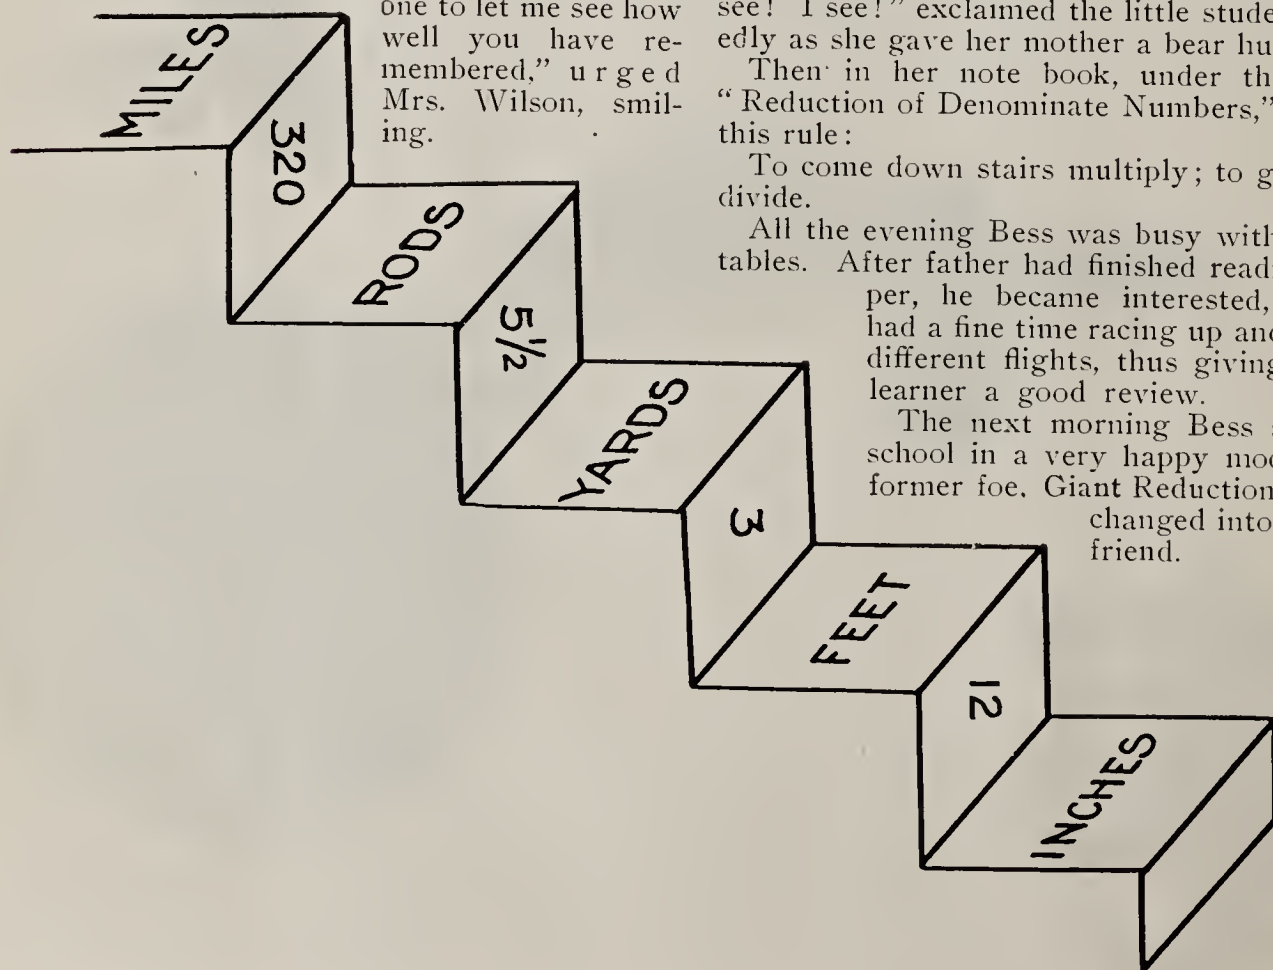 one to let me see how
well you have re-
membered," urged
Mrs. Wilson, smil-
ing.
see! I see!" exclaimed the little stude
edly as she gave her mother a bear hu
Then in her note book, under th
"Reduction of Denominate Numbers,"
this rule:
To come down stairs multiply; to g
divide.
All the evening Bess was busy with
tables. After father had finished read
per, he became interested,
had a fine time racing up and
different flights, thus giving
learner a good review.
The next morning Bess
school in a very happy moo
former foe. Giant Reduction
changed into
friend.
MILES
320
RODS
5½
YARDS
3
FEET
12
INCHES